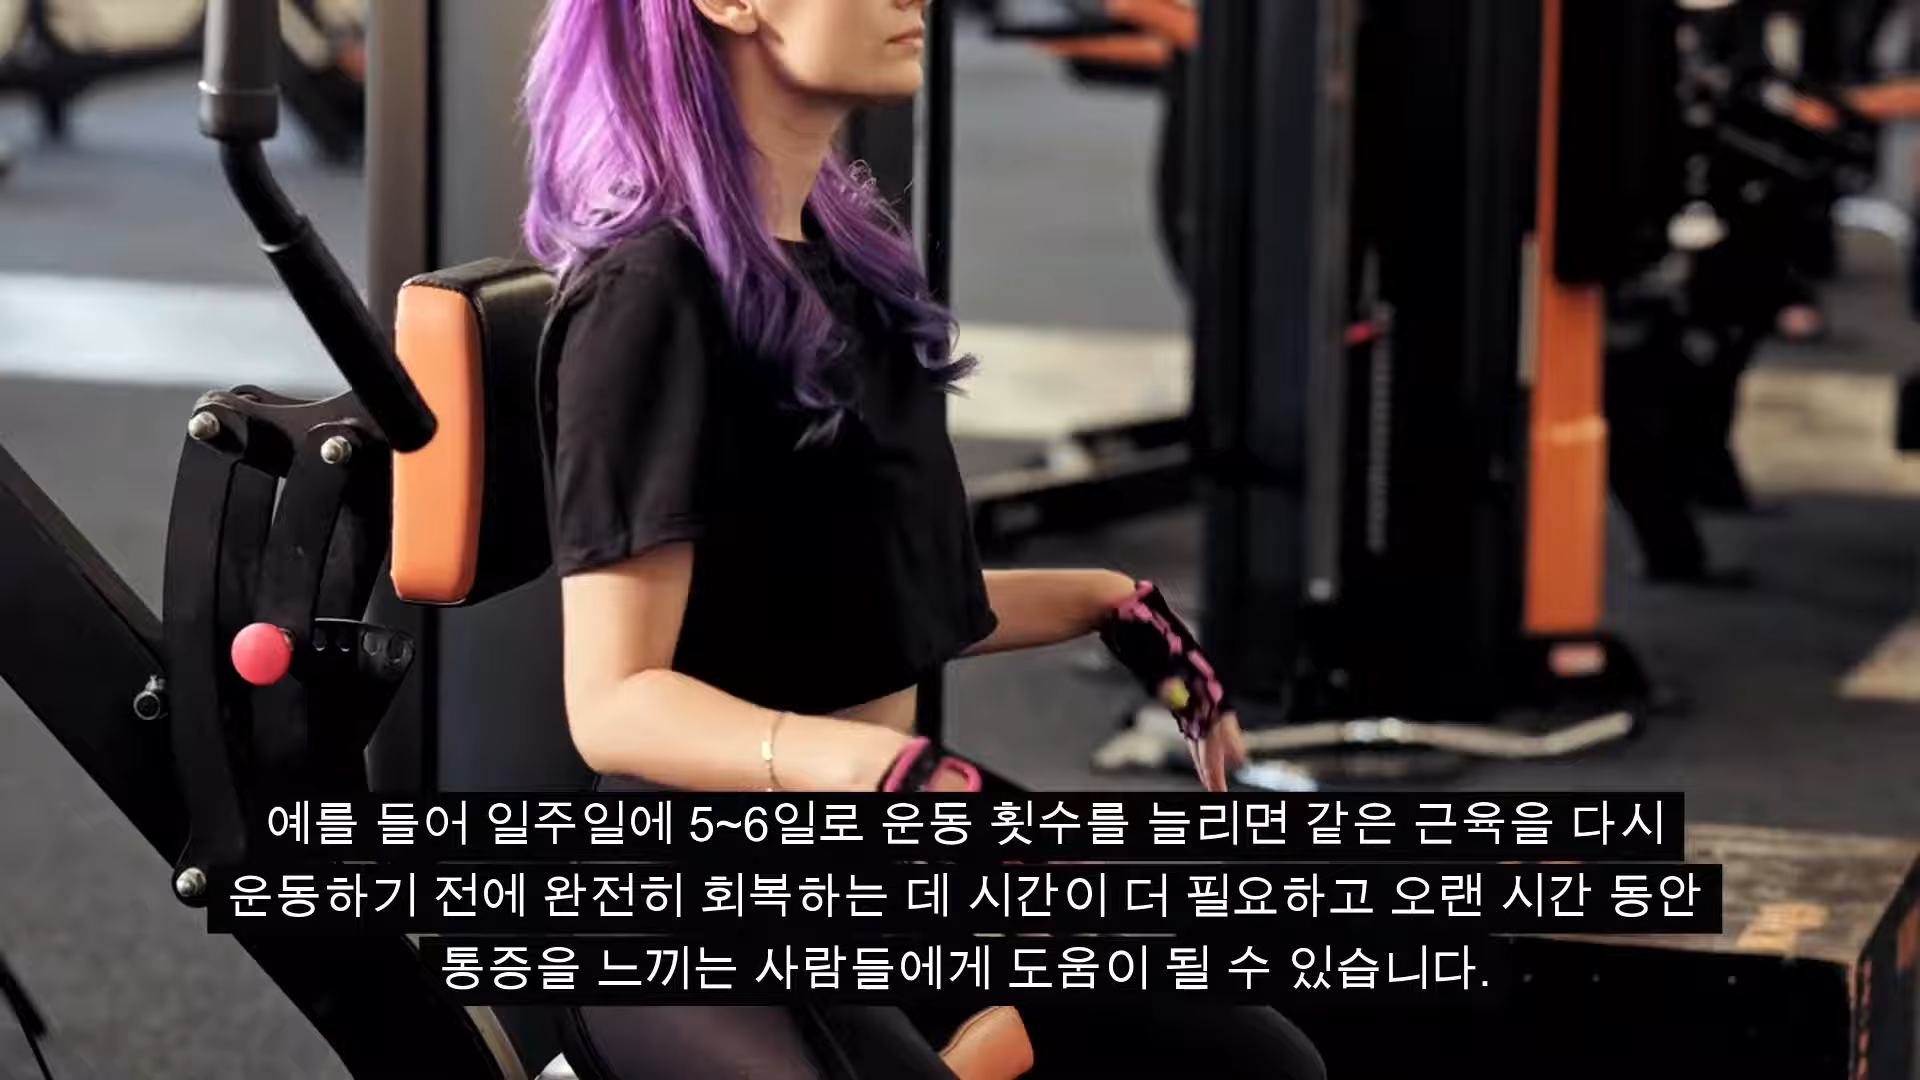 예를 들어 일주일에 5~6일로 운동 횟수를 늘리면 같은 근육을 다시
운동하기 전에 완전히 회복하는 데 시간이 더 필요하고 오랜 시간 동안
통증을 느끼는 사람들에게 도움이 될 수 있습니다.